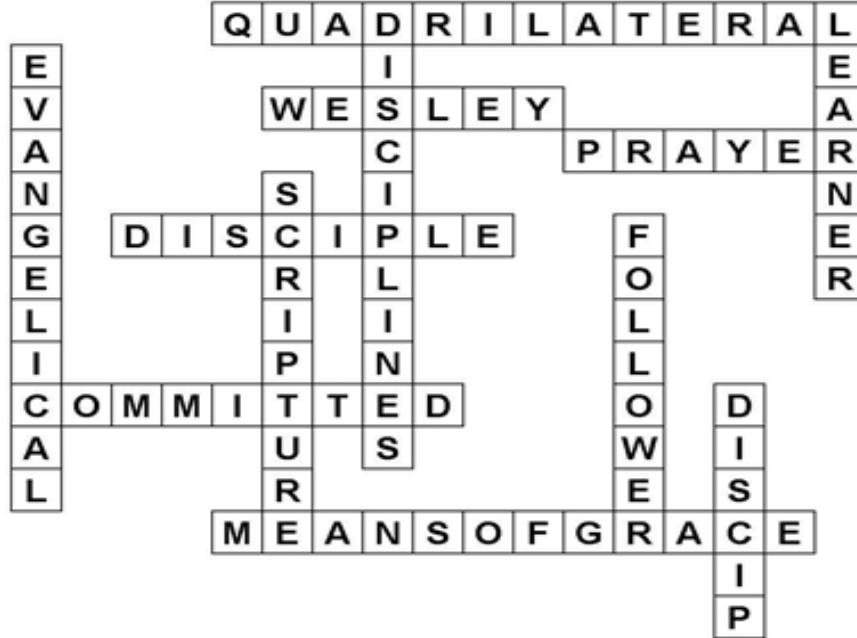 QUADRILATERAL
EVANGELICAL
DISCIPLINES
LEARNER
WESLEY
PRAYER
SCRIPTURE
DISCIPLE
FOLLOWER
COMMITTED
DISCIP
MEANSOFGRACE